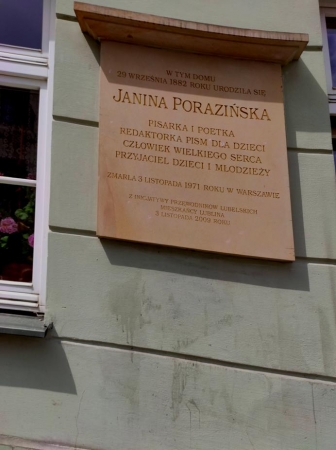 W TYM DOMU
29 WRZEŚNIA 1882 ROKU URODZIŁA SIĘ
JANINA PORAZIŃSKA
PISARKA I POETKA
REDAKTORKA PISM DLA DZIECI
CZŁOWIEK WIELKIEGO SERCA
PRZYJACIEL DZIECI I MŁODZIEŻY
ZMARŁA 3 LISTOPADA 1971 ROKU W WARSZAWIE
Z INICJATYWY PRZEWODNIKÓW LUBELSKICH
MIESZKAŃCY LUBLINA
5 LISTOPADA 2009 ROKU